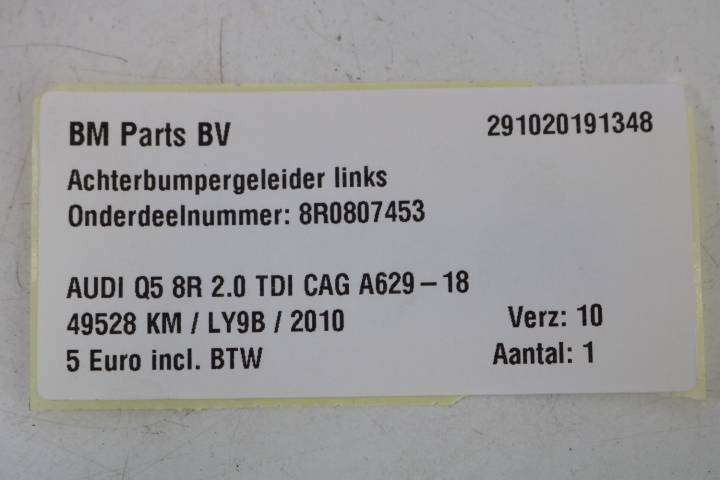 BM Parts BV 291020191348
Achterbumpergeleider links
Onderdeelnummer: 8R0807453
AUDI Q5 8R 2.0 TDI CAG A629-18
49528 KM / LY9B / 2010 Verz: 10
5 Euro incl. BTW Aantal: 1